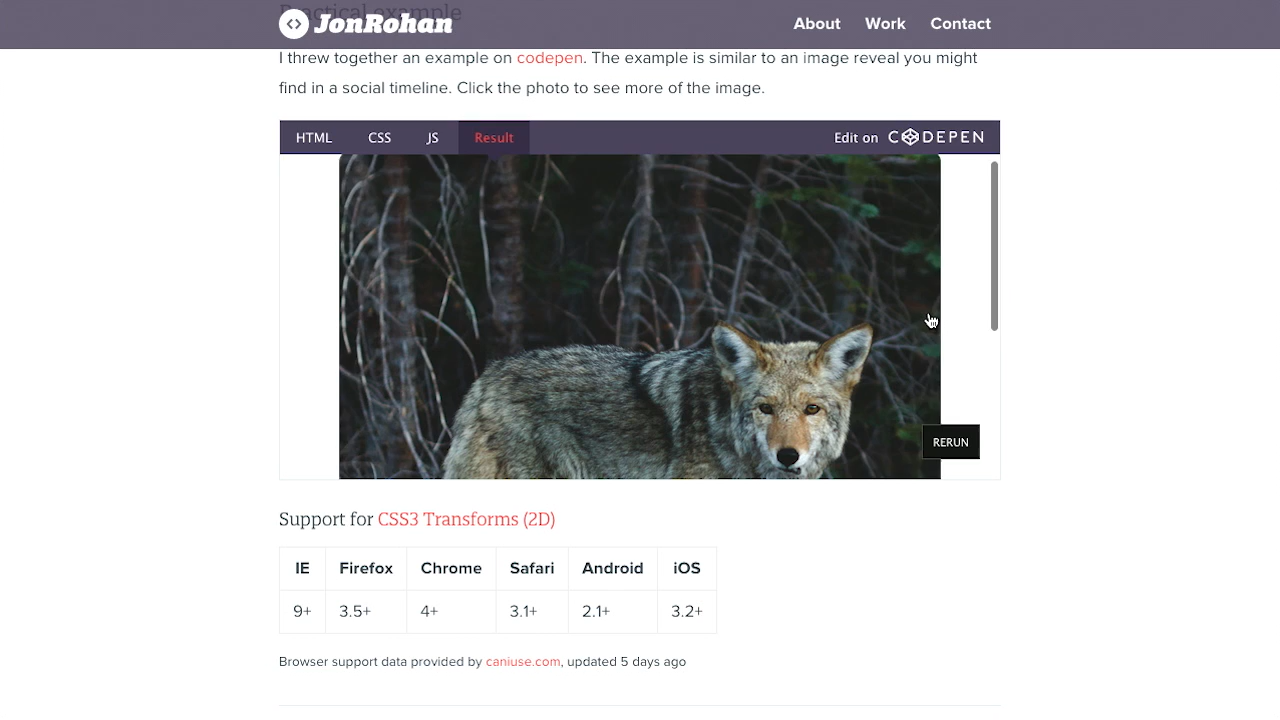 Practical example
JonRohan
About Work Contact
I threw together an example on codepen. The example is similar to an image reveal you might
find in a social timeline. Click the photo to see more of the image.
HTML CSS JS Result Edit on CODEPEN
RERUN
Support for CSS3 Transforms (2D)
IE Firefox Chrome Safari Android iOS
9+ 3.5+ 4+ 3.1+ 2.1+ 3.2+
Browser support data provided by caniuse.com, updated 5 days ago